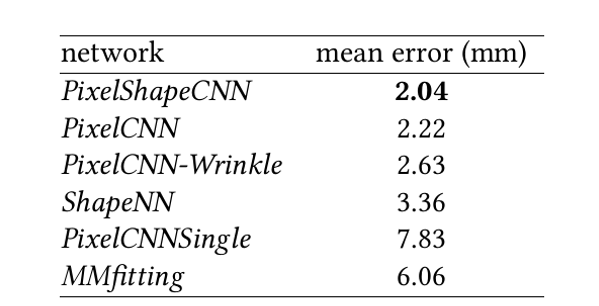 network mean error (mm)
PixelShapeCNN 2.04
PixelCNN 2.22
PixelCNN-Wrinkle 2.63
ShapeNN 3.36
PixelCNNSingle 7.83
MMfitting 6.06